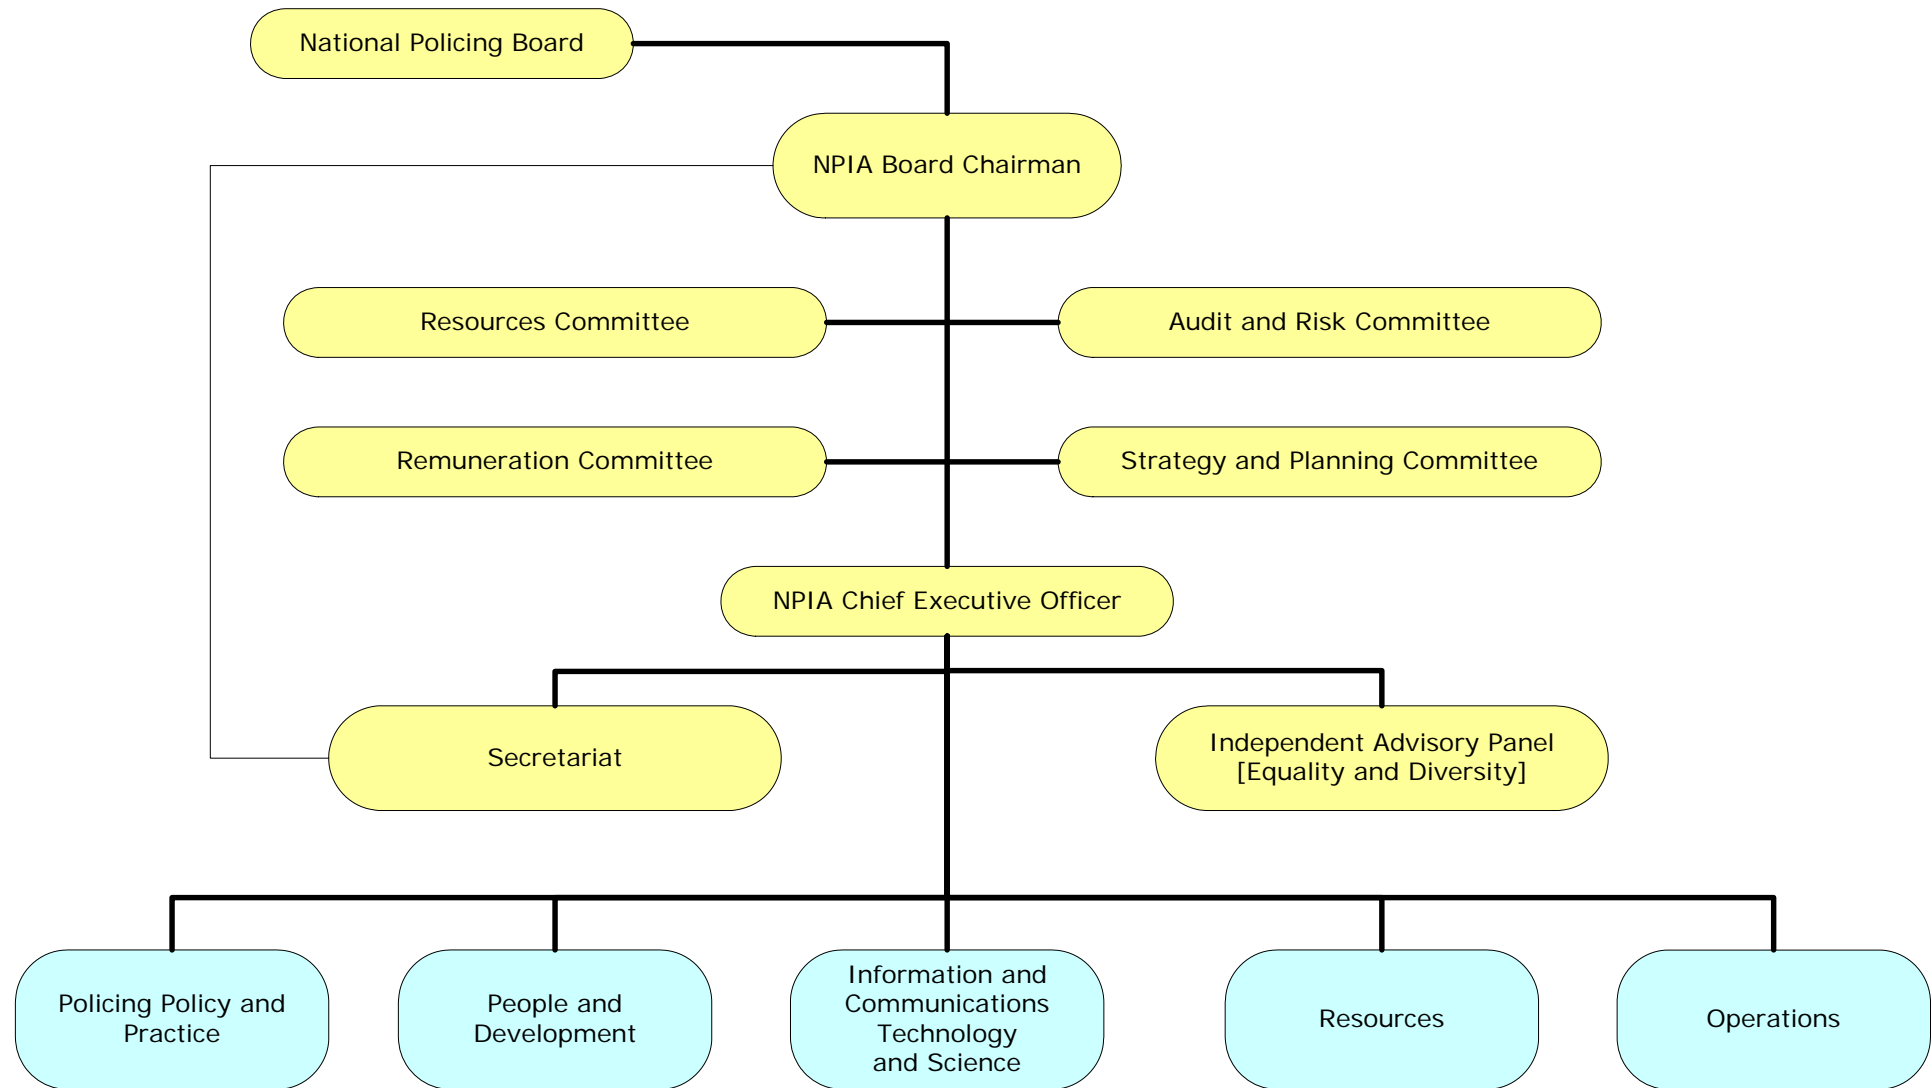 National Policing Board
NPIA Board Chairman
Resources Committee
Audit and Risk Committee
Remuneration Committee
Strategy and Planning Committee
NPIA Chief Executive Officer
Secretariat
Independent Advisory Panel
[Equality and Diversity]
Policing Policy and
Practice
People and
Development
Information and
Communications
Technology
and Science
Resources
Operations